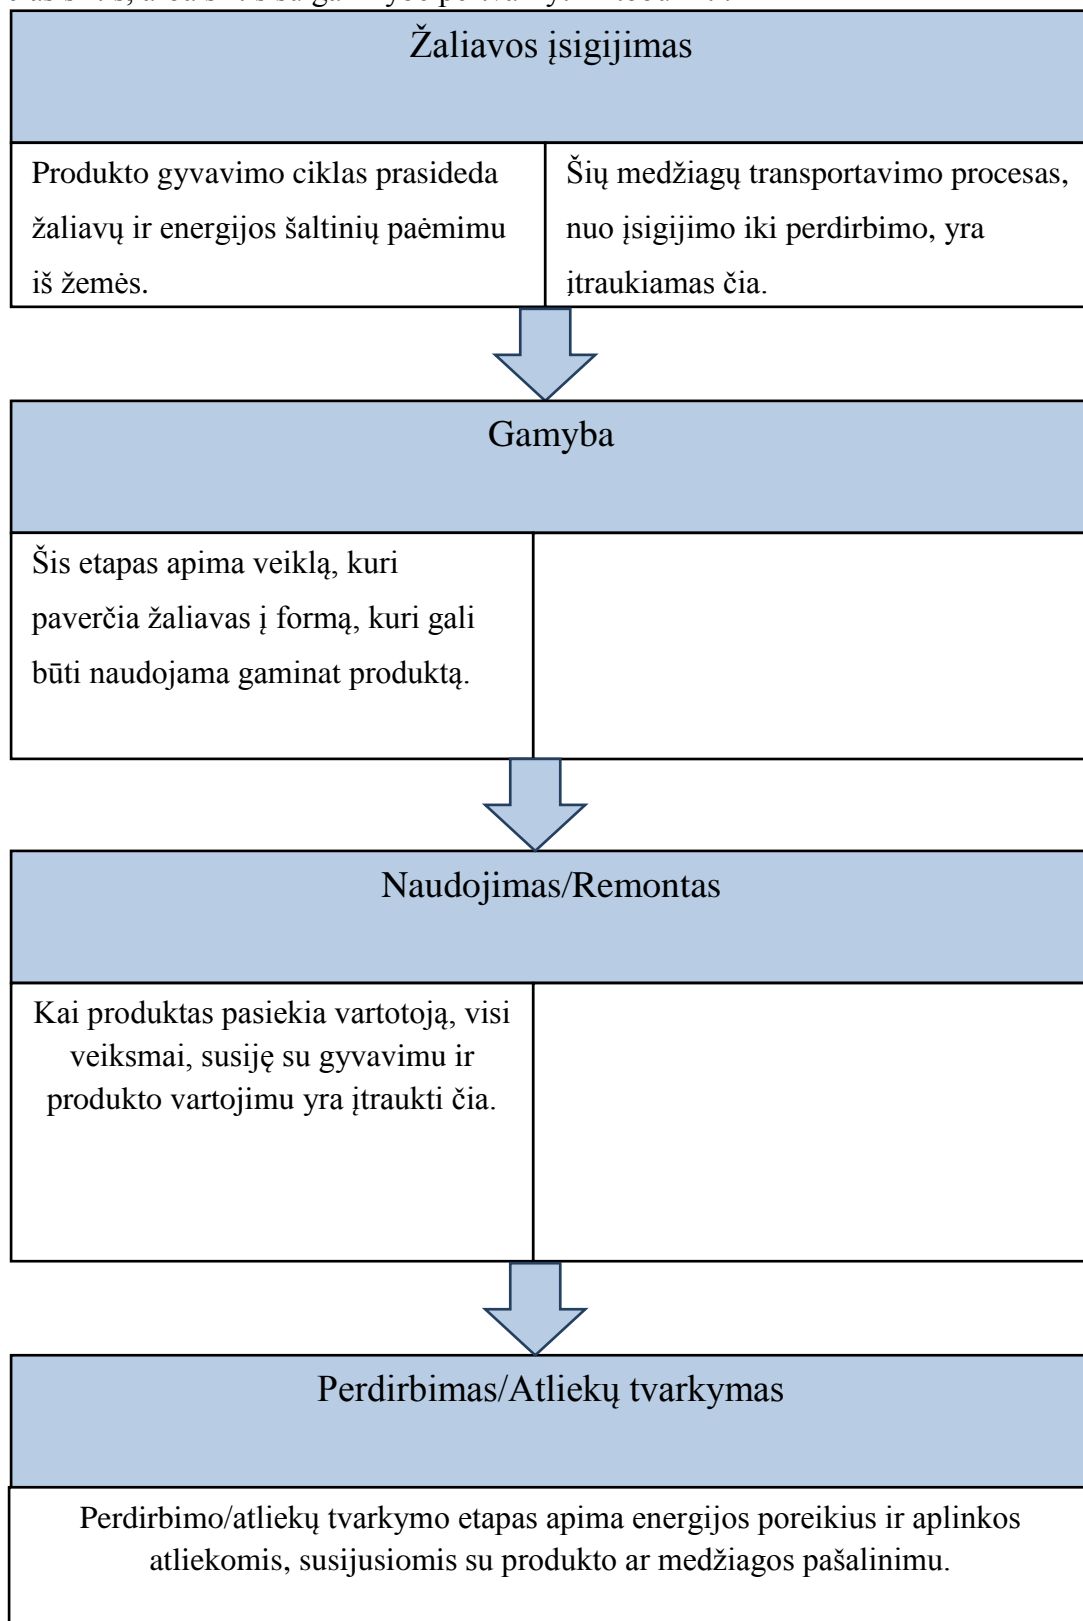 Žaliavos įsigijimas
Produkto gyvavimo ciklas prasideda
žaliavų ir energijos šaltinių paėmimu
iš žemės.
Šių medžiagų transportavimo procesas,
nuo įsigijimo iki perdirbimo, yra
įtraukiamas čia.
Gamyba
Šis etapas apima veiklą, kuri
paverčia žaliavas į formą, kuri gali
būti naudojama gaminat produktą.
Naudojimas/Remontas
Kai produktas pasiekia vartotoją, visi
veiksmai, susiję su gyvavimu ir
produkto vartojimu yra įtraukti čia.
Perdirbimas/Atliekų tvarkymas
Perdirbimo/atliekų tvarkymo etapas apima energijos poreikius ir aplinkos
atliekomis, susijusiomis su produkto ar medžiagos pašalinimu.